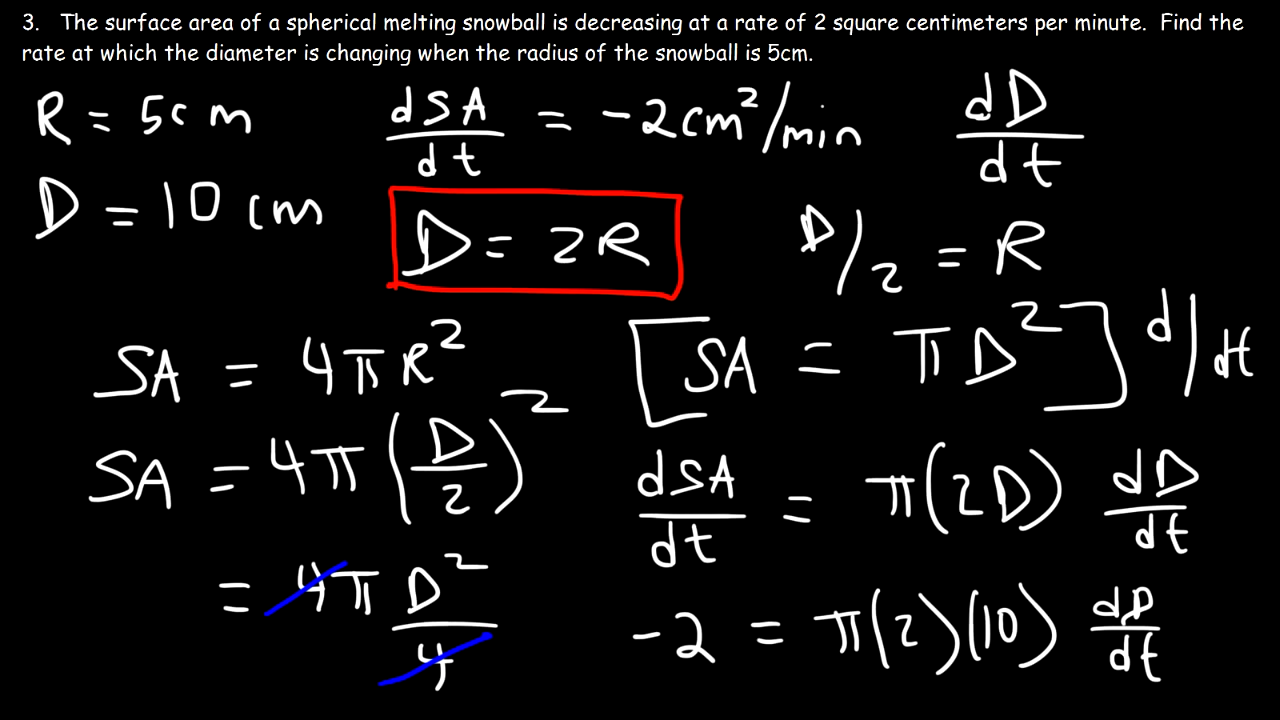 3. The surface area of a spherical melting snowball is decreasing at a rate of 2 square centimeters per minute. Find the
rate at which the diameter is changing when the radius of the snowball is 5cm.
R = 5cm
dSA/dt = -2cm²/min
dD/dt
D = 10 cm
D = 2R
D/2 = R
SA = 4πR²
[SA = πD²] d/dt
SA = 4π(D/2)²
dSA/dt = π(2D) dD/dt
= 4π D²/4
-2 = π(2)(10) dD/dt